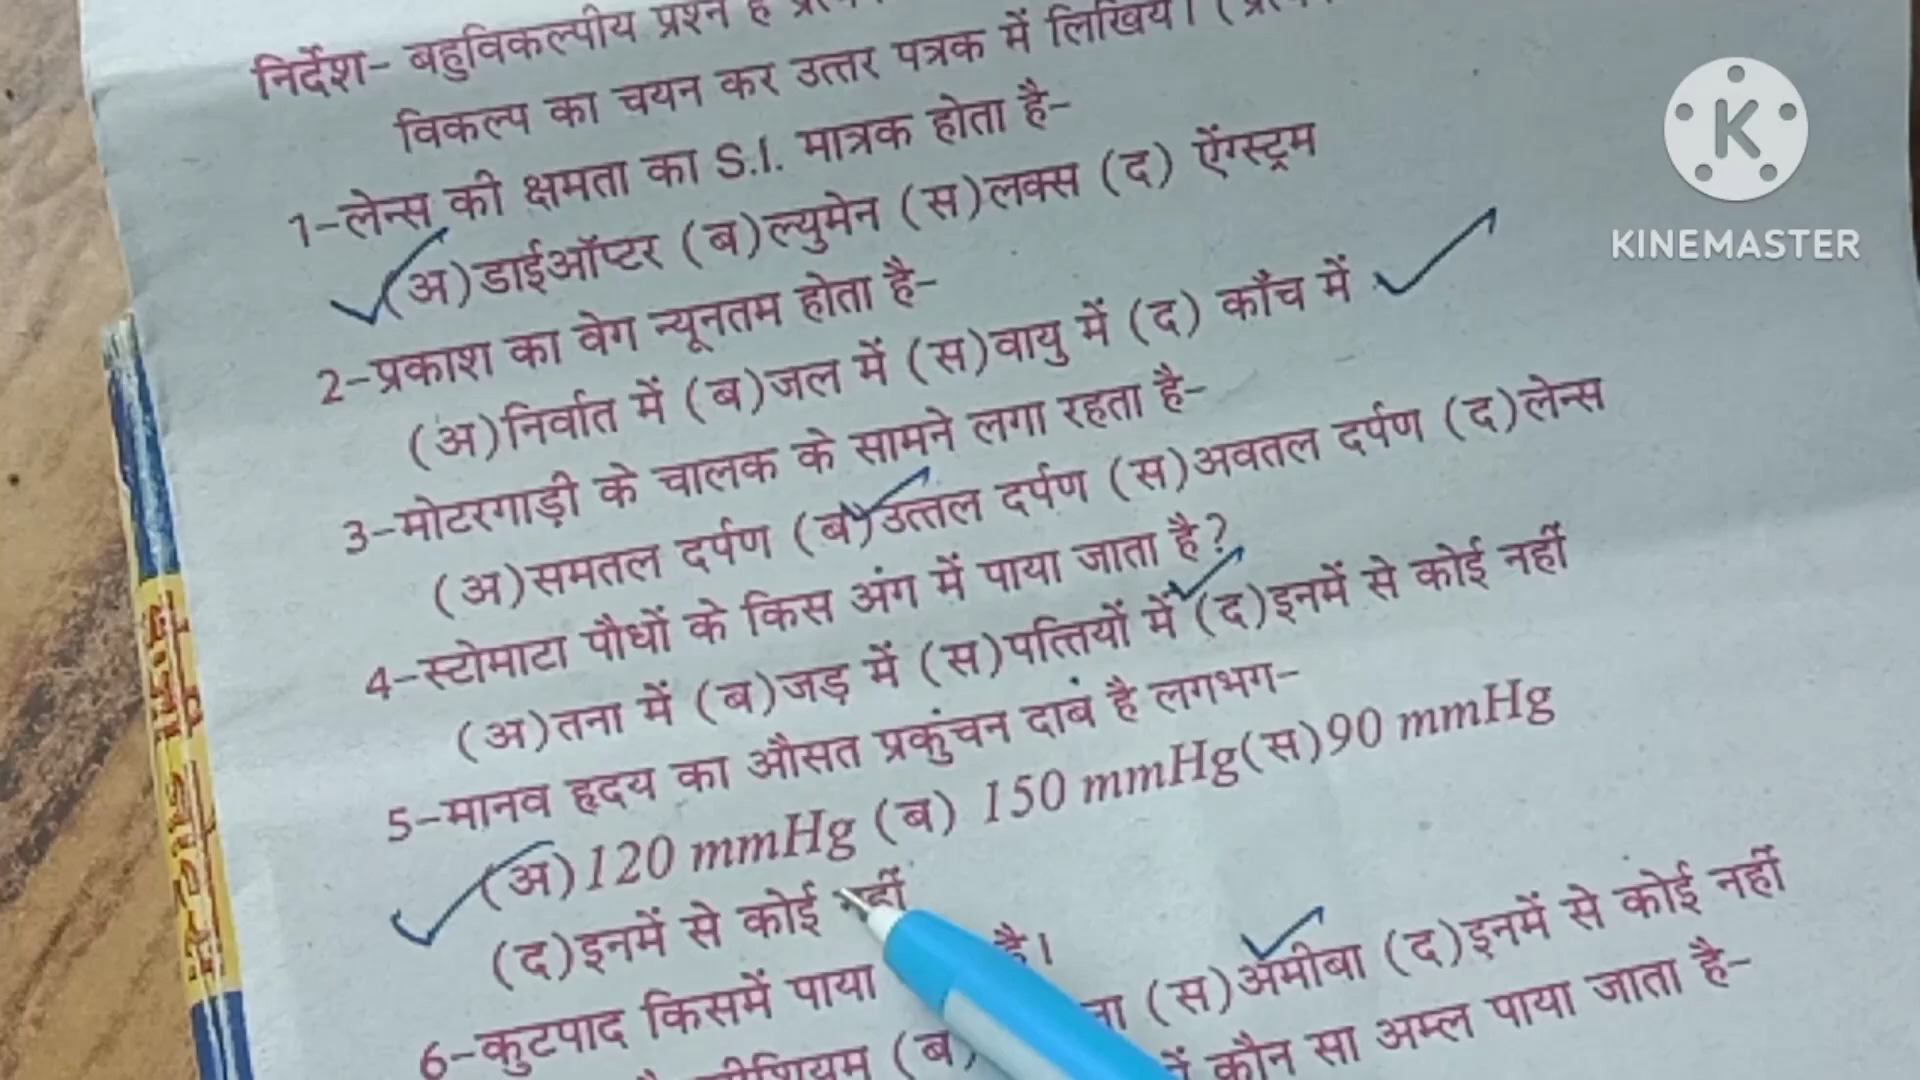 निर्देश- बहुविकल्पीय प्रश्न है
विकल्प का चयन कर उत्तर पत्रक में लिखिये। (
1-लेन्स की क्षमता का S.I. मात्रक होता है-
(अ)डाईऑप्टर (ब)ल्युमेन (स)लक्स (द) ऐंग्स्ट्रम
2-प्रकाश का वेग न्यूनतम होता है-
(अ)निर्वात में (ब)जल में (स)वायु में (द) काँच में
3-मोटरगाड़ी के चालक के सामने लगा रहता है-
(अ)समतल दर्पण (ब)उत्तल दर्पण (स)अवतल दर्पण (द)लेन्स
4-स्टोमाटा पौधों के किस अंग में पाया जाता है?
(अ)तना में (ब)जड़ में (स)पत्तियों में (द)इनमें से कोई नहीं
5-मानव हृदय का औसत प्रकुंचन दाबं है लगभग-
(अ)120 mmHg (ब) 150 mmHg(स)90 mmHg
(द)इनमें से कोई नहीं
6-कुटपाद किसमें पाया है।
(ब) (स)अमीबा (द)इनमें से कोई नहीं
में कौन सा अम्ल पाया जाता है-
K
KINEMASTER